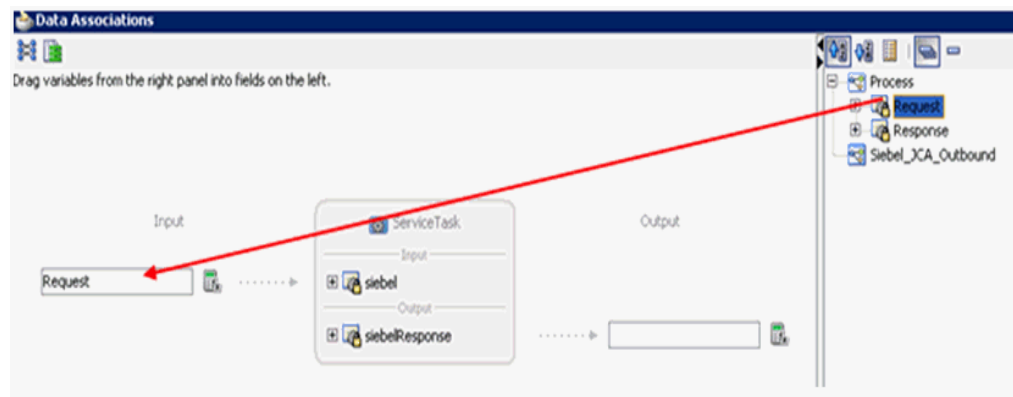 Data Associations
Drag variables from the right panel into fields on the left.
Process
Request
Response
Siebel_JCA_Outbound
Input
ServiceTask
Output
Input
Request
siebel
Output
siebelResponse